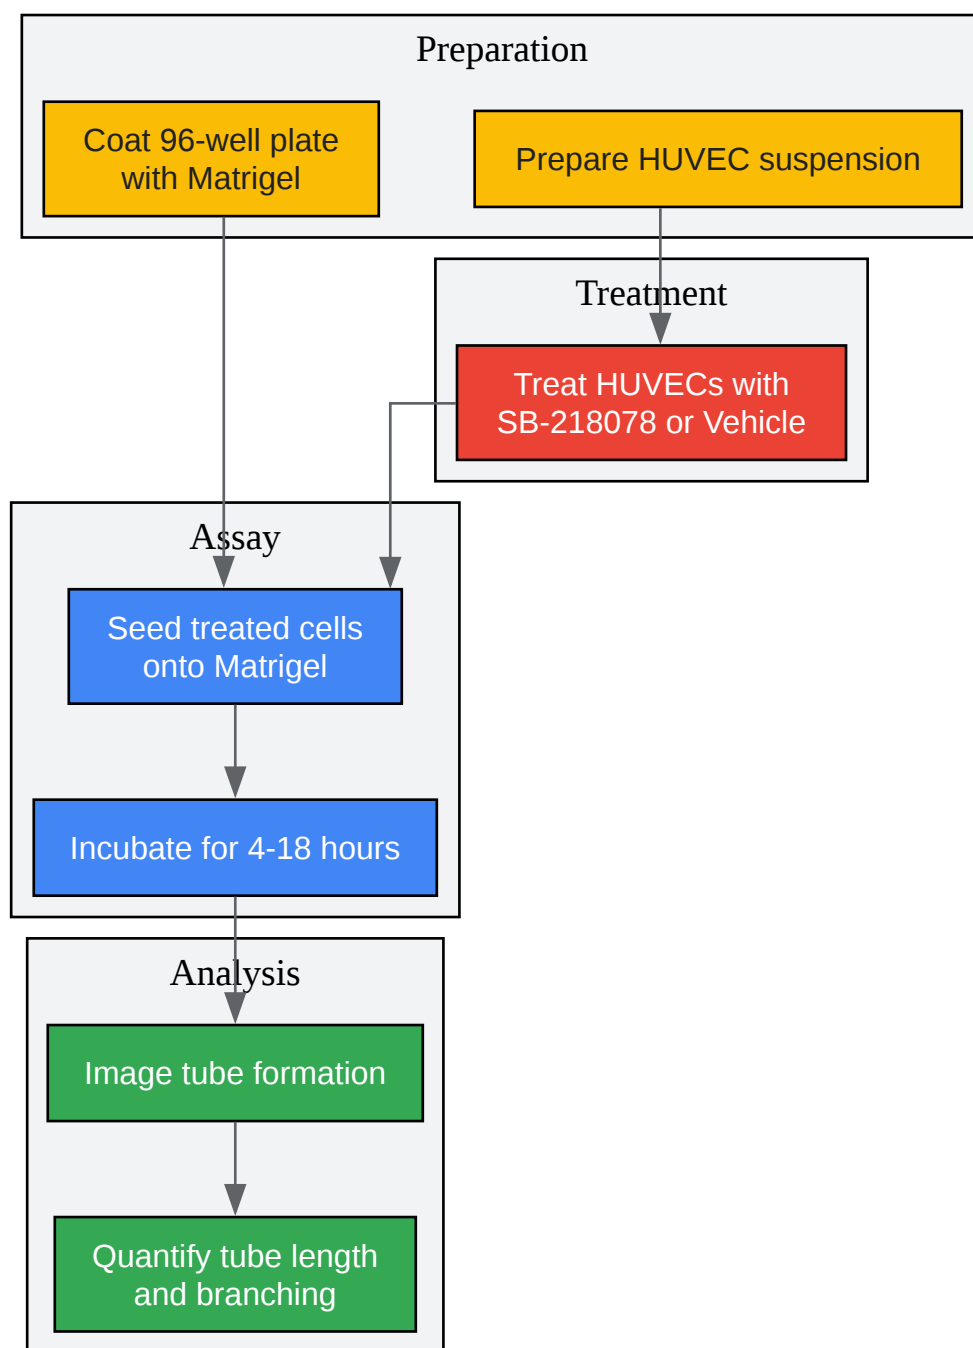 Preparation
Coat 96-well plate
with Matrigel
Prepare HUVEC suspension
Treatment
Treat HUVECs with
SB-218078 or Vehicle
Assay
Seed treated cells
onto Matrigel
Incubate for 4-18 hours
Analysis
Image tube formation
Quantify tube length
and branching